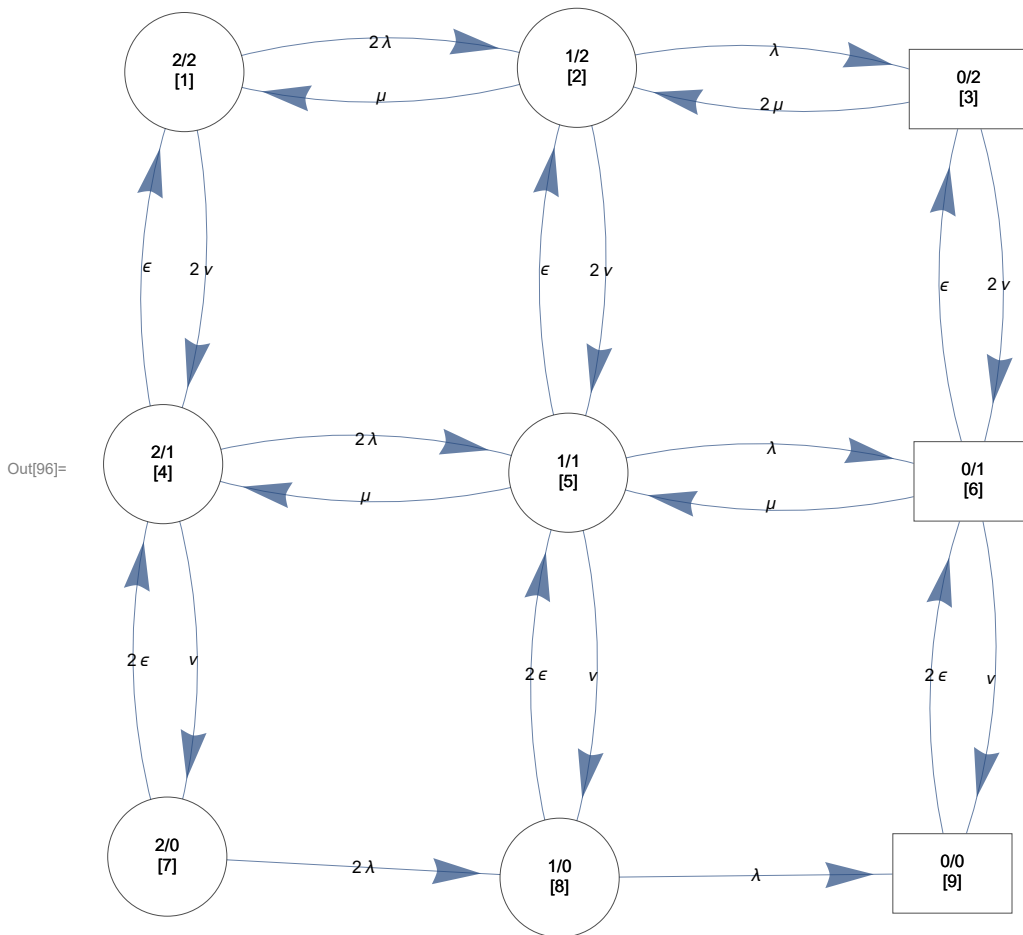 2/2
[1]
2 λ
μ
1/2
[2]
λ
2 μ
0/2
[3]
ϵ
2 ν
ϵ
2 ν
ϵ
2 ν
Out[96]=
2/1
[4]
2 λ
μ
1/1
[5]
λ
μ
0/1
[6]
2 ϵ
ν
2 ϵ
ν
2 ϵ
ν
2/0
[7]
2 λ
1/0
[8]
λ
0/0
[9]